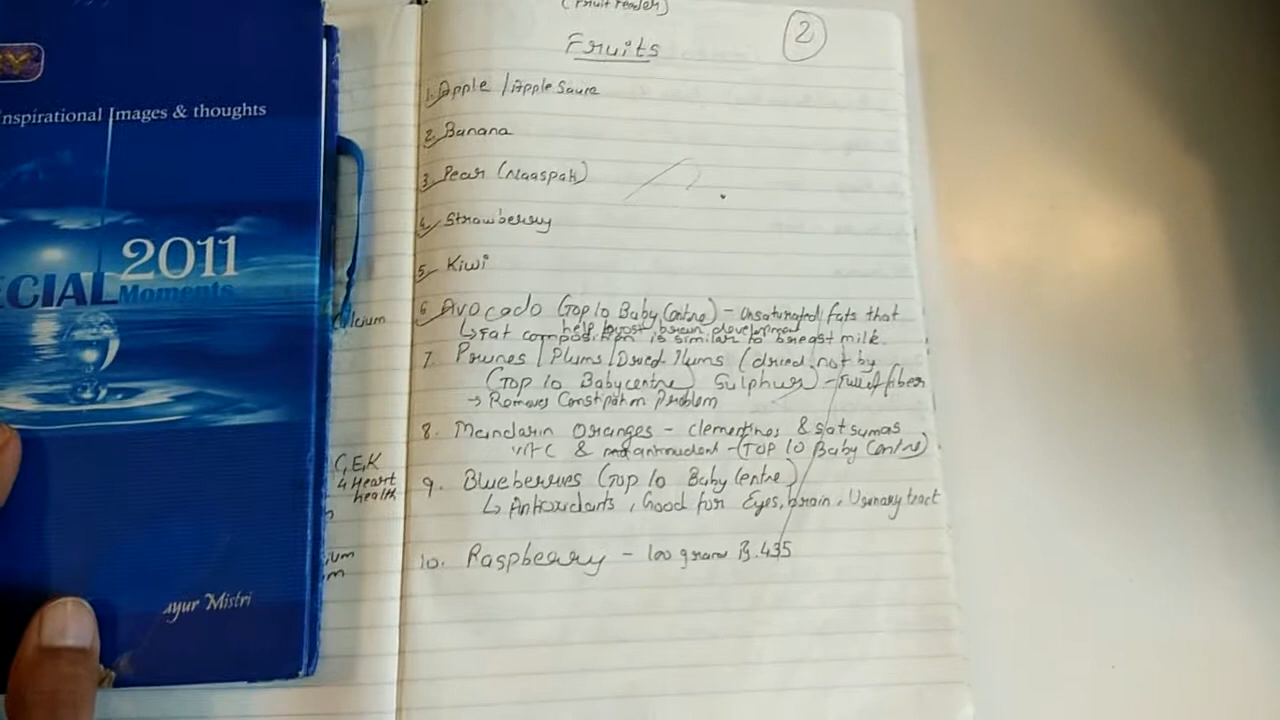 Inspirational Images & thoughts
2011
ECIAL Moments
ayur Mistri
lcium
C, E, K
4 Heart
health
ium
m
(Fruit Feader)
Fruits
2
1. Apple / Apple Sauce
2. Banana
3. Pear (Naaspati)
4. Strawberry
5. Kiwi
6. Avocado (Top 10 Baby Centre) - Unsaturated fats that
help boost brain development
↳ Fat composition is similar to breast milk.
7. Prunes / Plums / Dried Plums (dried not by
(Top 10 Babycentre) Sulphur) - Full of fiber
→ Removes Constipation Problem
8. Mandarin Oranges - Clementines & satsumas
vit C & antioxident - (TOP 10 Baby Centre)
9. Blueberries (Top 10 Baby Centre)
↳ Antioxidants, Good for Eyes, brain, Urinary tract
10. Raspberry - 100 gram Rs. 435